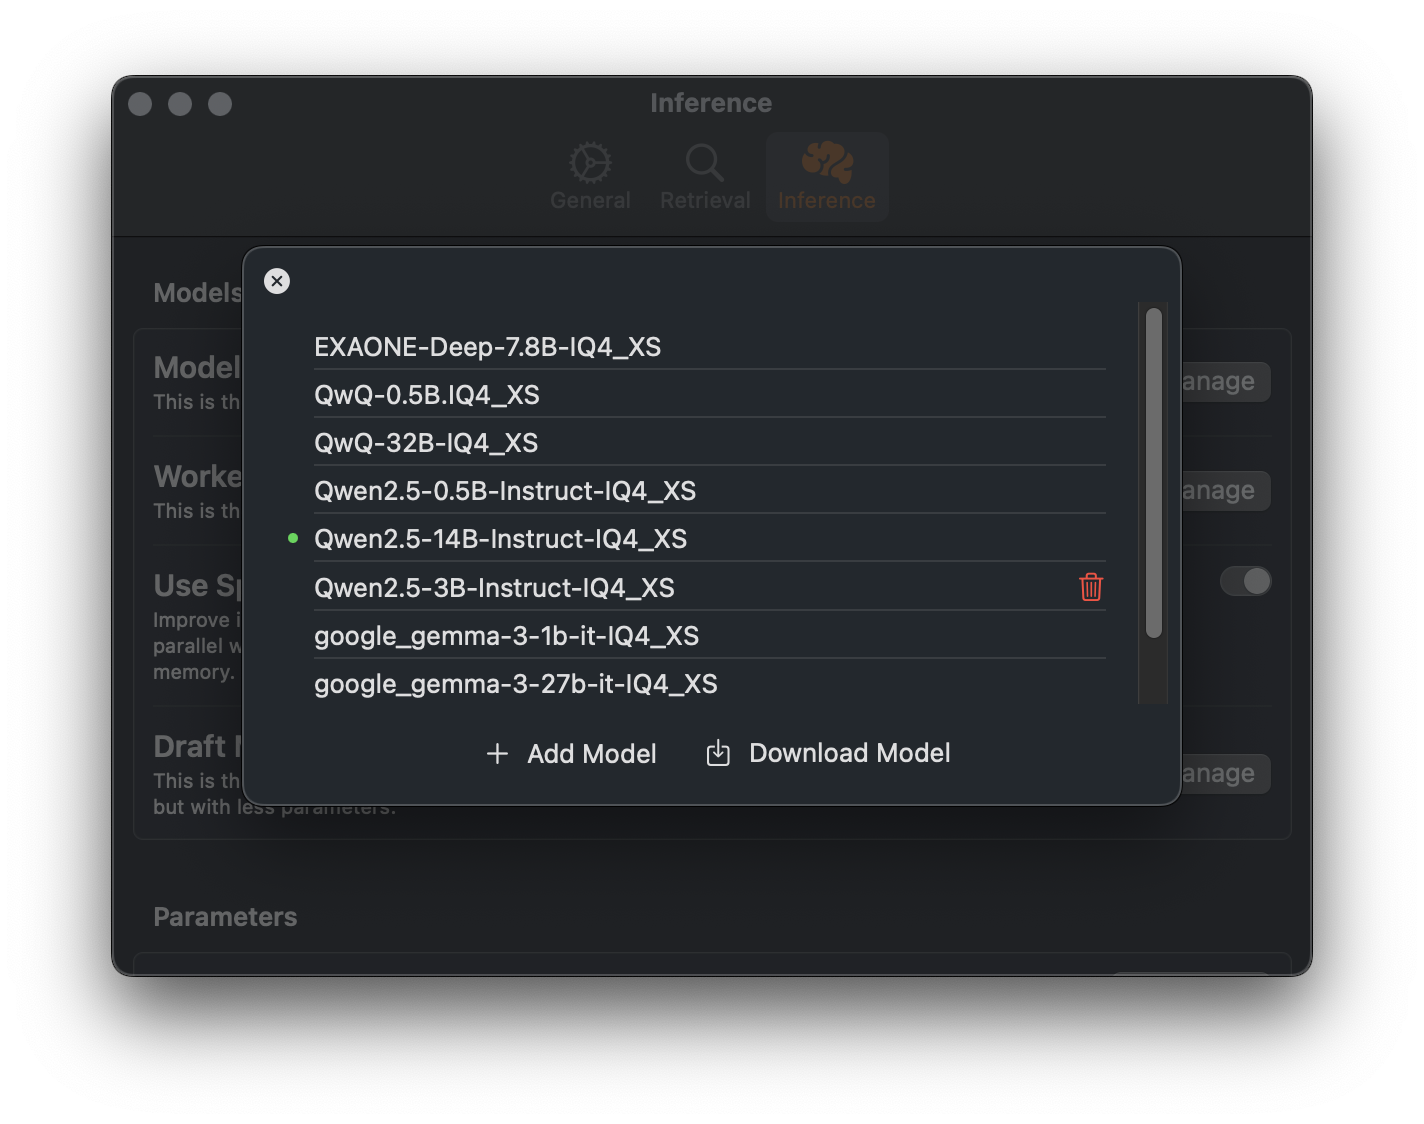 Inference
General
Retrieval
Inference
Models
EXAONE-Deep-7.8B-IQ4_XS
QwQ-0.5B.IQ4_XS
QwQ-32B-IQ4_XS
Qwen2.5-0.5B-Instruct-IQ4_XS
Qwen2.5-14B-Instruct-IQ4_XS
Qwen2.5-3B-Instruct-IQ4_XS
google_gemma-3-1b-it-IQ4_XS
google_gemma-3-27b-it-IQ4_XS
Add Model
Download Model
Model
This is th
anage
Worke
This is th
anage
Use Sp
Improve i
parallel w
memory.
Draft
This is th
but with less parameters.
anage
Parameters